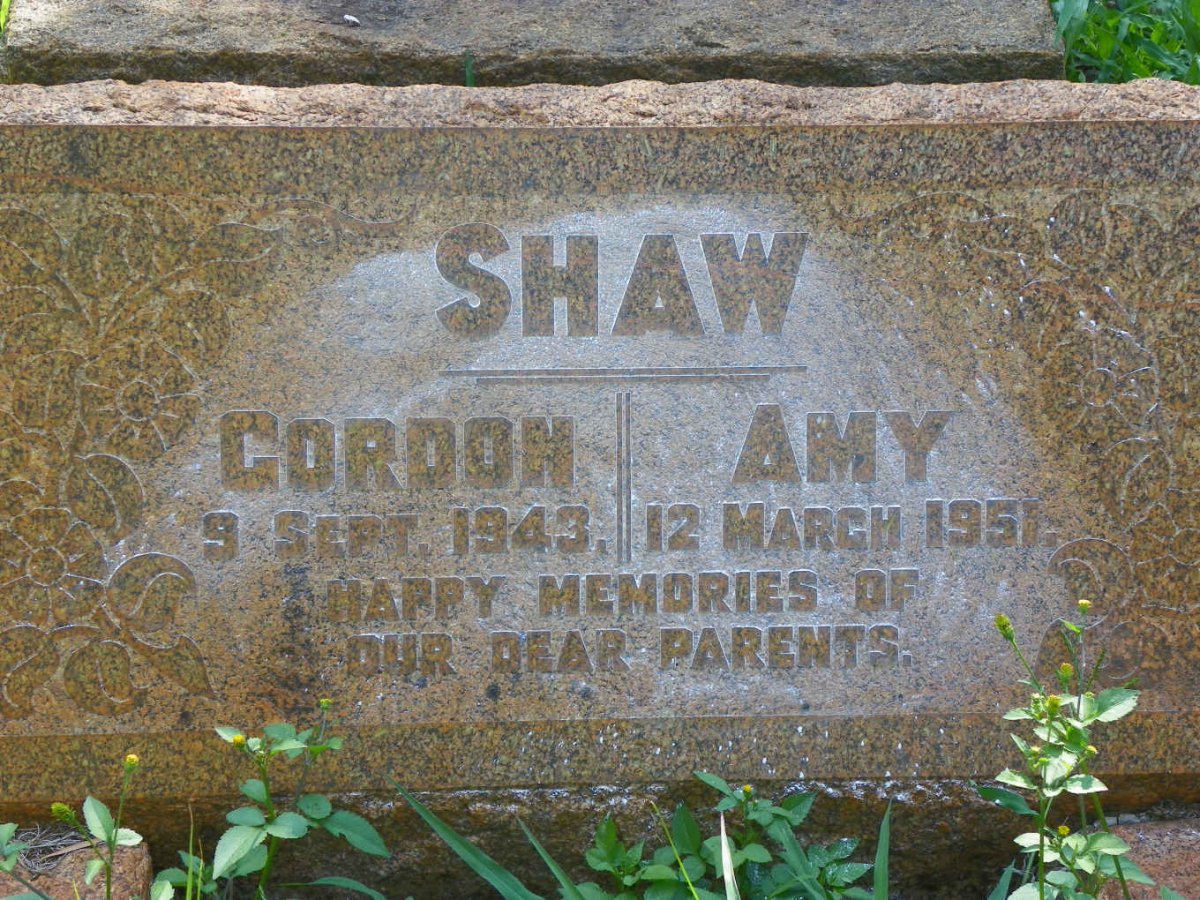 SHAW
GORDON AMY
9 SEPT. 1943. 12 MARCH 1951.
HAPPY MEMORIES OF
OUR DEAR PARENTS.